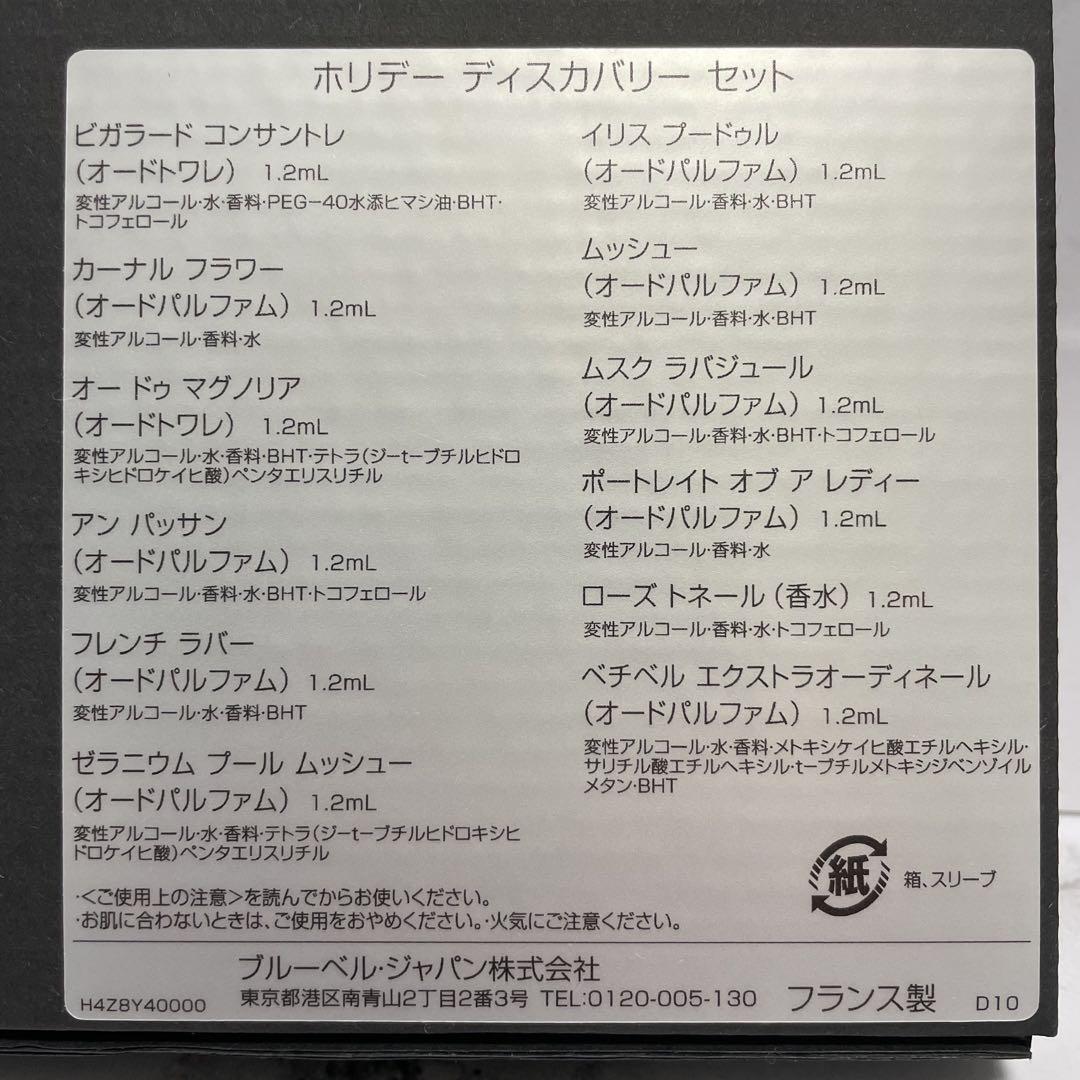 ホリデー ディスカバリー セット
ビガラード コンサントレ
（オードトワレ） 1.2mL
変性アルコール・水・香料・PEG−40水添ヒマシ油・BHT・
トコフェロール
カーナル フラワー
（オードパルファム） 1.2mL
変性アルコール・香料・水
オー ドゥ マグノリア
（オードトワレ） 1.2mL
変性アルコール・水・香料・BHT・テトラ（ジーtーブチルヒドロ
キシヒドロケイヒ酸）ペンタエリスリチル
アン パッサン
（オードパルファム） 1.2mL
変性アルコール・香料・水・BHT・トコフェロール
フレンチ ラバー
（オードパルファム） 1.2mL
変性アルコール・水・香料・BHT
ゼラニウム プール ムッシュー
（オードパルファム） 1.2mL
変性アルコール・水・香料・テトラ（ジーtーブチルヒドロキシヒ
ドロケイヒ酸）ペンタエリスリチル
イリス プードゥル
（オードパルファム） 1.2mL
変性アルコール・香料・水・BHT
ムッシュー
（オードパルファム） 1.2mL
変性アルコール・香料・水・BHT
ムスク ラバジュール
（オードパルファム） 1.2mL
変性アルコール・香料・水・BHT・トコフェロール
ポートレイト オブ ア レディー
（オードパルファム） 1.2mL
変性アルコール・香料・水
ローズ トネール（香水） 1.2mL
変性アルコール・香料・水・トコフェロール
ベチベル エクストラオーディネール
（オードパルファム） 1.2mL
変性アルコール・水・香料・メトキシケイヒ酸エチルヘキシル・
サリチル酸エチルヘキシル・tーブチルメトキシジベンゾイル
メタン・BHT
紙 箱、スリーブ
・＜ご使用上の注意＞を読んでからお使いください。
・お肌に合わないときは、ご使用をおやめください。・火気にご注意ください。
ブルーベル・ジャパン株式会社
H4Z8Y40000 東京都港区南青山2丁目2番3号 TEL:0120-005-130 フランス製 D10